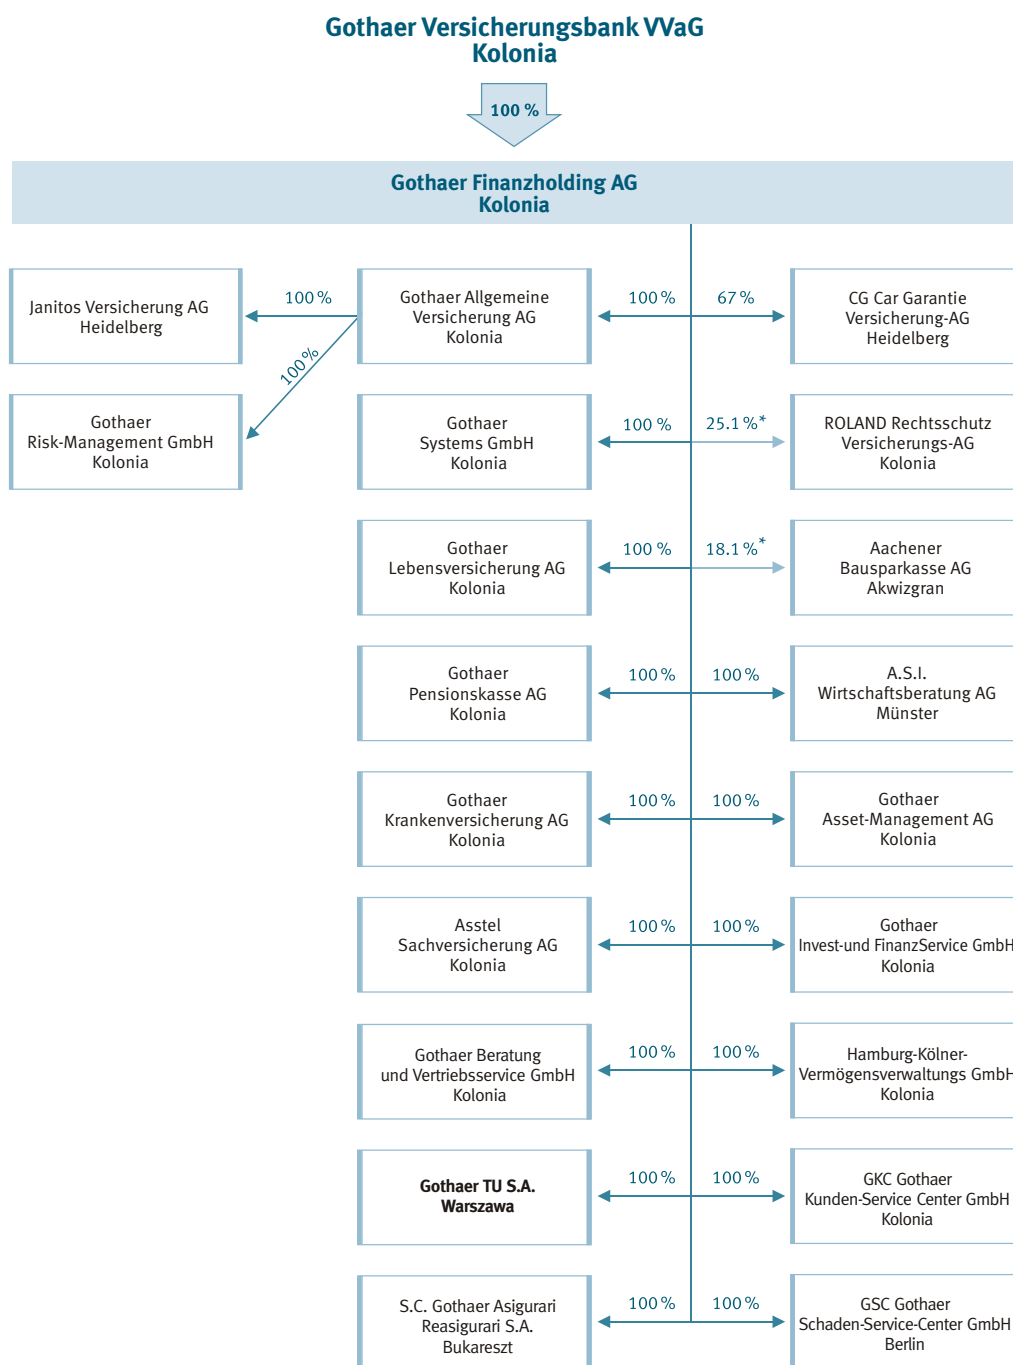 Gothaer Versicherungsbank VVaG
Kolonia
100 %
Gothaer Finanzholding AG
Kolonia
Janitos Versicherung AG
Heidelberg
100 %
100 %
Gothaer
Risk-Management GmbH
Kolonia
Gothaer Allgemeine
Versicherung AG
Kolonia
100 %
67 %
CG Car Garantie
Versicherung-AG
Heidelberg
Gothaer
Systems GmbH
Kolonia
100 %
25.1 %*
ROLAND Rechtsschutz
Versicherungs-AG
Kolonia
Gothaer
Lebensversicherung AG
Kolonia
100 %
18.1 %*
Aachener
Bausparkasse AG
Akwizgran
Gothaer
Pensionskasse AG
Kolonia
100 %
100 %
A.S.I.
Wirtschaftsberatung AG
Münster
Gothaer
Krankenversicherung AG
Kolonia
100 %
100 %
Gothaer
Asset-Management AG
Kolonia
Asstel
Sachversicherung AG
Kolonia
100 %
100 %
Gothaer
Invest-und FinanzService GmbH
Kolonia
Gothaer Beratung
und Vertriebsservice GmbH
Kolonia
100 %
100 %
Hamburg-Kölner-
Vermögensverwaltungs GmbH
Kolonia
Gothaer TU S.A.
Warszawa
100 %
100 %
GKC Gothaer
Kunden-Service Center GmbH
Kolonia
S.C. Gothaer Asigurari
Reasigurari S.A.
Bukareszt
100 %
100 %
GSC Gothaer
Schaden-Service-Center GmbH
Berlin